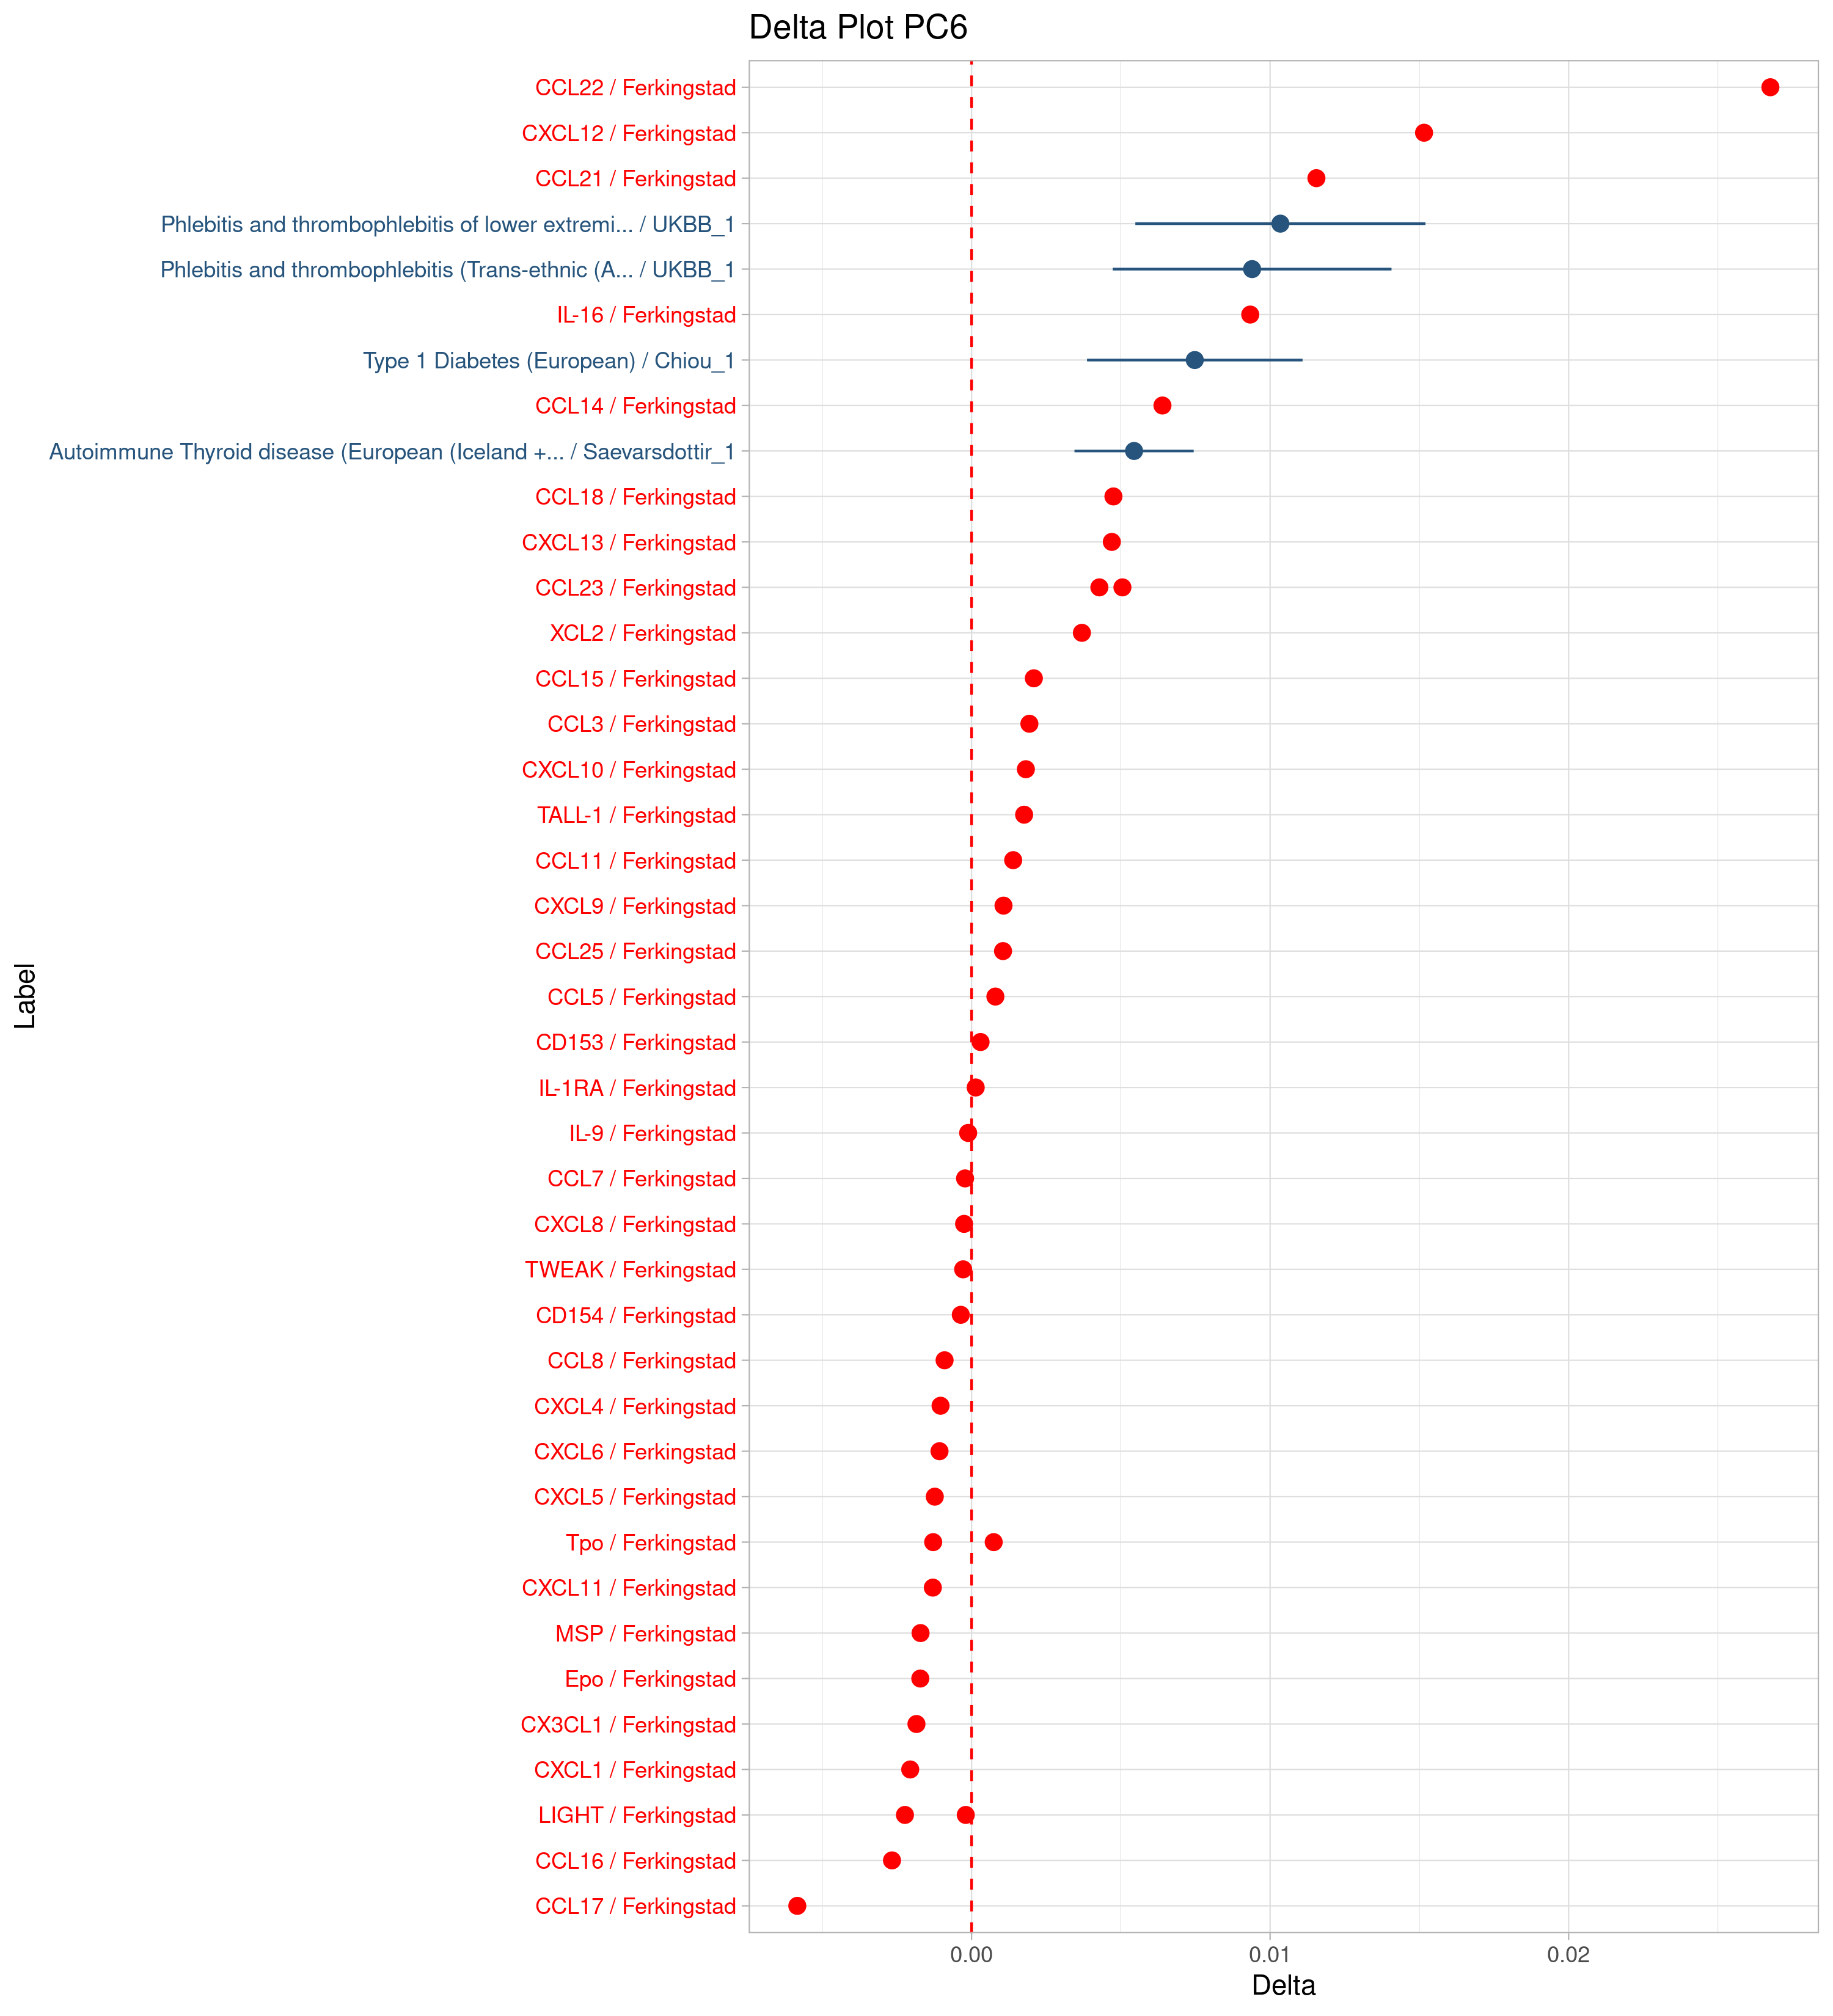 Delta Plot PC6
CCL22 / Ferkingstad
CXCL12 / Ferkingstad
CCL21 / Ferkingstad
Phlebitis and thrombophlebitis of lower extremi... / UKBB_1
Phlebitis and thrombophlebitis (Trans-ethnic (A... / UKBB_1
IL-16 / Ferkingstad
Type 1 Diabetes (European) / Chiou_1
CCL14 / Ferkingstad
Autoimmune Thyroid disease (European (Iceland +... / Saevarsdottir_1
CCL18 / Ferkingstad
CXCL13 / Ferkingstad
CCL23 / Ferkingstad
XCL2 / Ferkingstad
CCL15 / Ferkingstad
CCL3 / Ferkingstad
CXCL10 / Ferkingstad
TALL-1 / Ferkingstad
CCL11 / Ferkingstad
CXCL9 / Ferkingstad
CCL25 / Ferkingstad
CCL5 / Ferkingstad
CD153 / Ferkingstad
IL-1RA / Ferkingstad
IL-9 / Ferkingstad
CCL7 / Ferkingstad
CXCL8 / Ferkingstad
TWEAK / Ferkingstad
CD154 / Ferkingstad
CCL8 / Ferkingstad
CXCL4 / Ferkingstad
CXCL6 / Ferkingstad
CXCL5 / Ferkingstad
Tpo / Ferkingstad
CXCL11 / Ferkingstad
MSP / Ferkingstad
Epo / Ferkingstad
CX3CL1 / Ferkingstad
CXCL1 / Ferkingstad
LIGHT / Ferkingstad
CCL16 / Ferkingstad
CCL17 / Ferkingstad
Label
0.00 0.01 0.02
Delta